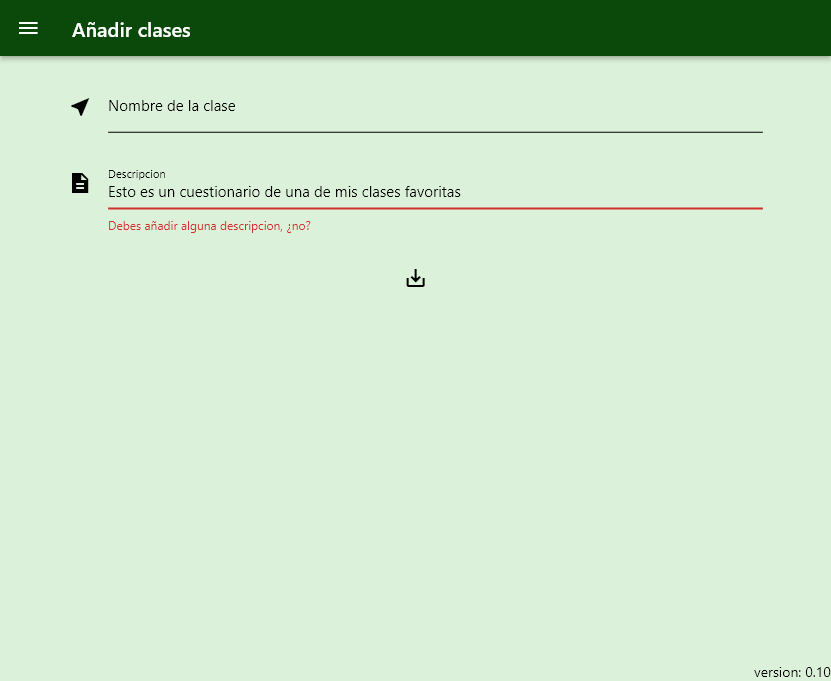 Añadir clases
Nombre de la clase
Descripcion
Esto es un cuestionario de una de mis clases favoritas
Debes añadir alguna descripcion, ¿no?
version: 0.10